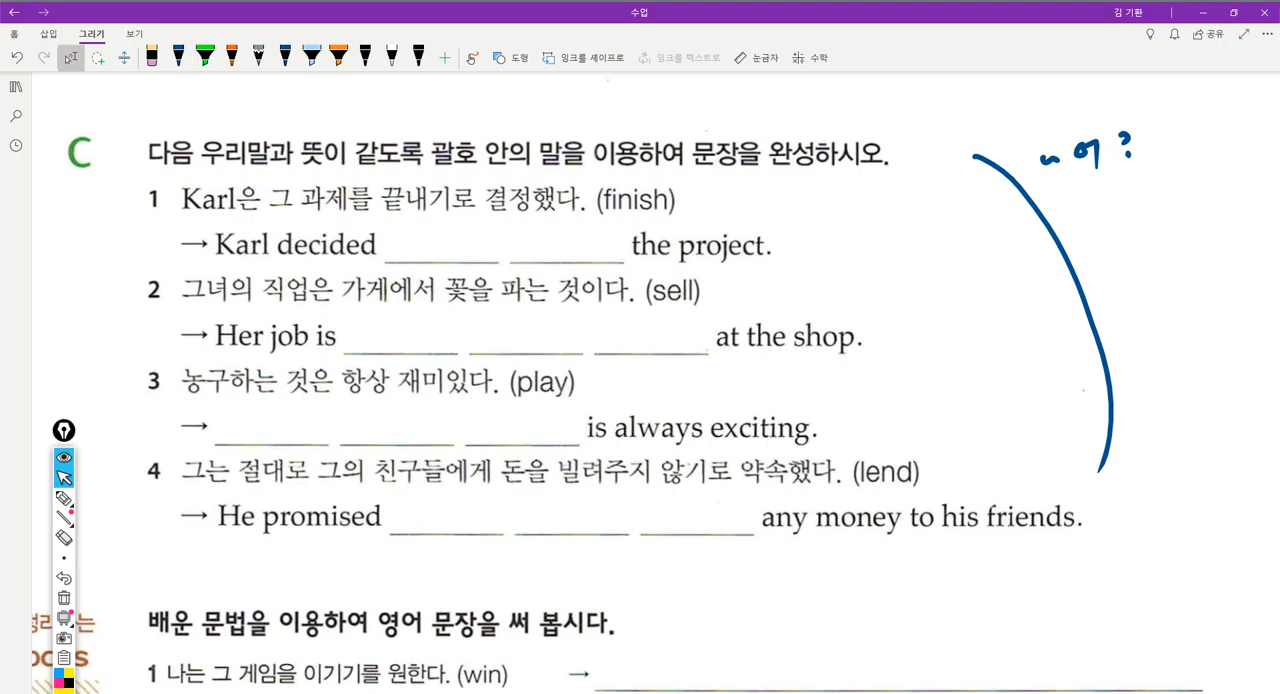 수업
김 기환
홈 삽입 그리기 보기
공유
도형 잉크를 셰이프로 잉크를 텍스트로 눈금자 수학
C 다음 우리말과 뜻이 같도록 괄호 안의 말을 이용하여 문장을 완성하시오.
1 Karl은 그 과제를 끝내기로 결정했다. (finish)
→ Karl decided ________ ________ the project.
2 그녀의 직업은 가게에서 꽃을 파는 것이다. (sell)
→ Her job is ________ ________ ________ at the shop.
3 농구하는 것은 항상 재미있다. (play)
→ ________ ________ ________ is always exciting.
4 그는 절대로 그의 친구들에게 돈을 빌려주지 않기로 약속했다. (lend)
→ He promised ________ ________ ________ any money to his friends.
배운 문법을 이용하여 영어 문장을 써 봅시다.
1 나는 그 게임을 이기기를 원한다. (win) → ________